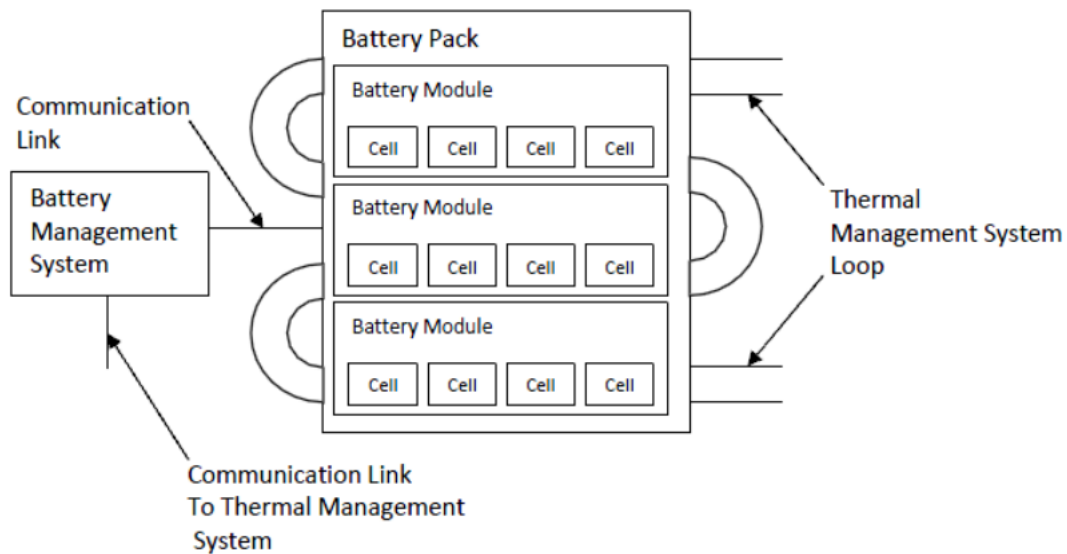 Battery Pack
Battery Module
Cell Cell Cell Cell
Communication
Link
Battery
Management
System
Battery Module
Cell Cell Cell Cell
Thermal
Management System
Loop
Battery Module
Cell Cell Cell Cell
Communication Link
To Thermal Management
System